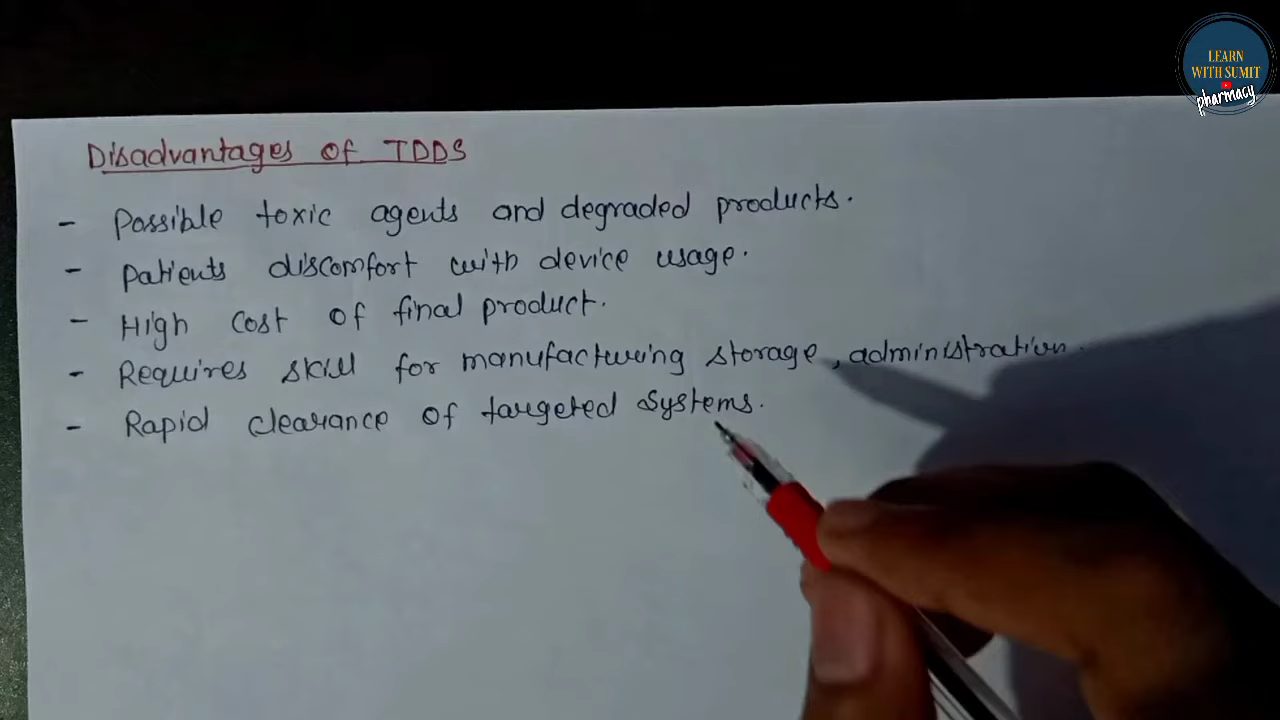 LEARN
WITH SUMIT
pharmacy
Disadvantages of TDDS
- Possible toxic agents and degraded products.
- Patients discomfort with device usage.
- High cost of final product.
- Requires skill for manufacturing storage, administration.
- Rapid clearance of targeted systems.